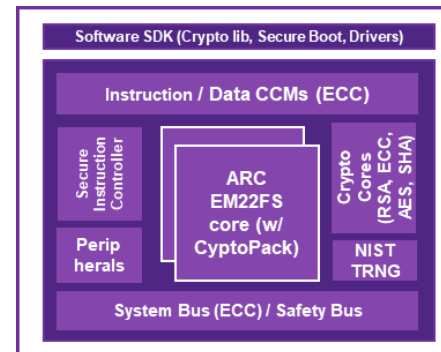 Software SDK (Crypto lib, Secure Boot, Drivers)
Instruction / Data CCMs (ECC)
Secure
Instruction
Controller
ARC
EM22FS
core (w/
CyptoPack)
Crypto
Cores
(RSA, ECC,
AES, SHA)
Perip
herals
NIST
TRNG
System Bus (ECC) / Safety Bus